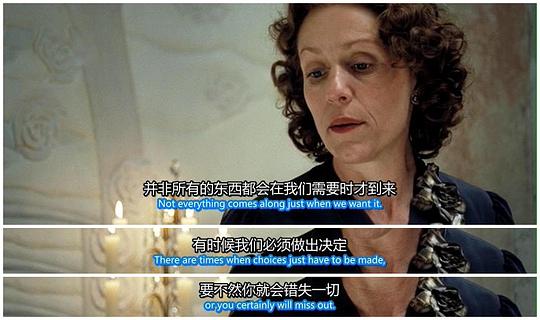 并非所有的东西都会在我们需要时才到来
Not everything comes along just when we want it.
有时候我们必须做出决定
There are times when choices just have to be made,
要不然你就会错失一切
or you certainly will miss out.